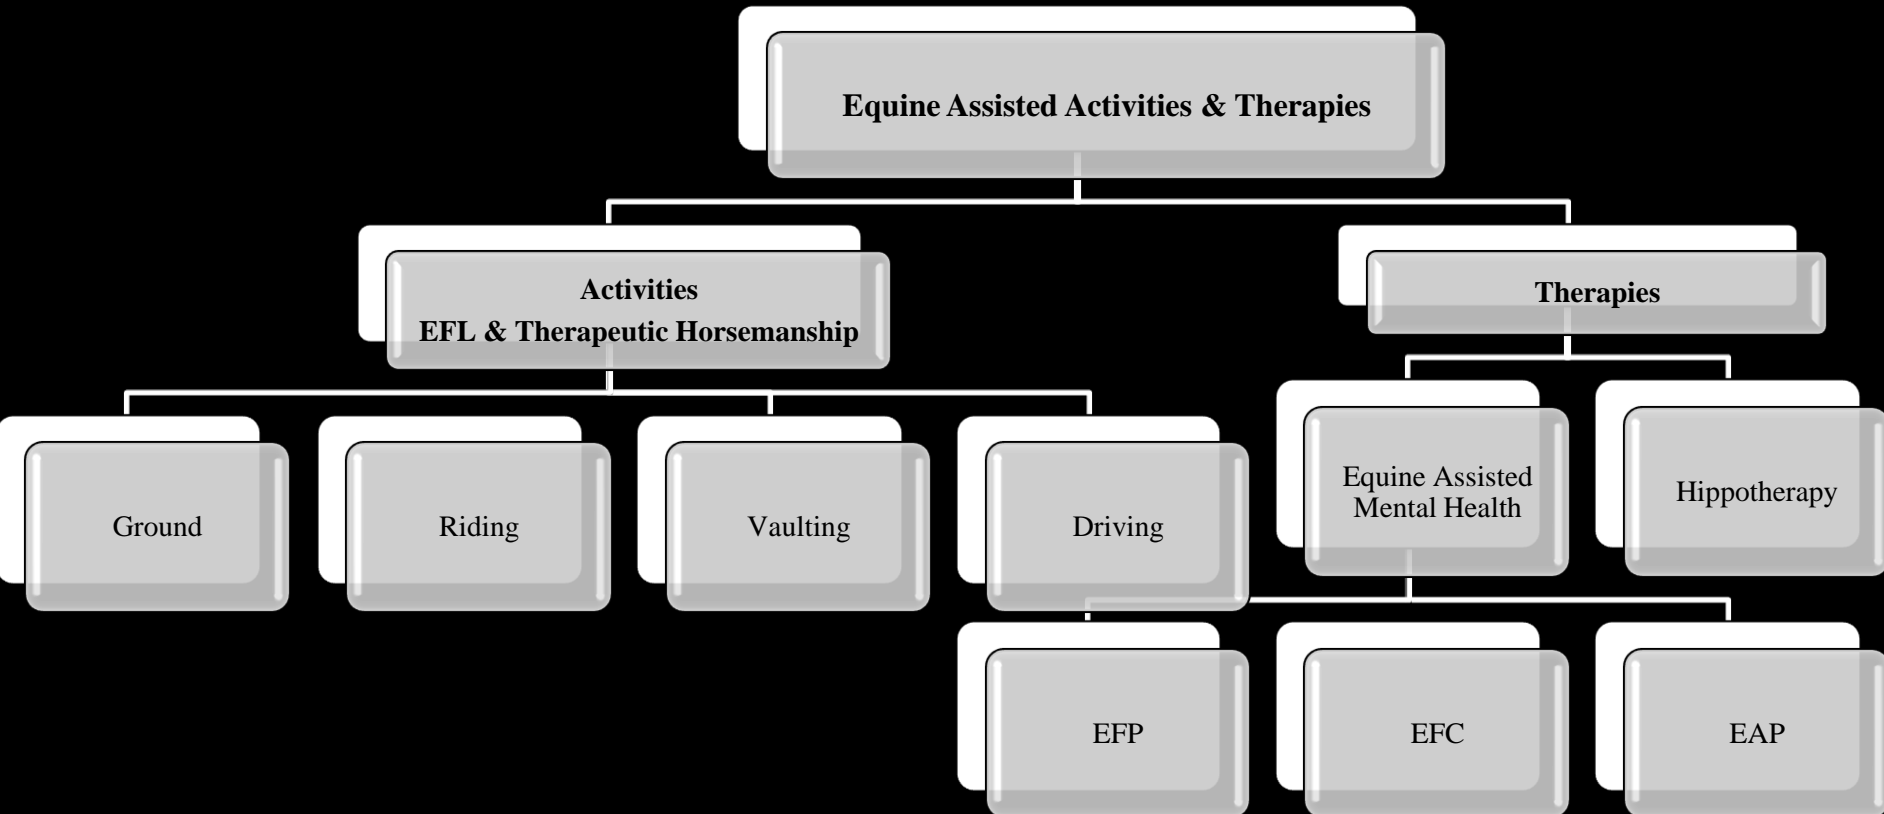 Equine Assisted Activities & Therapies
Activities
EFL & Therapeutic Horsemanship
Therapies
Ground
Riding
Vaulting
Driving
Equine Assisted
Mental Health
Hippotherapy
EFP
EFC
EAP